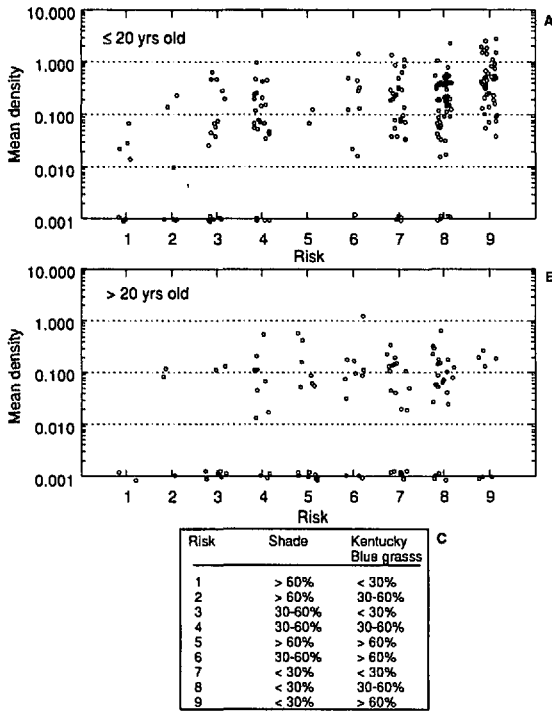 A
≤ 20 yrs old
Mean density
10.000
1.000
0.100
0.010
0.001
1 2 3 4 5 6 7 8 9
Risk
B
> 20 yrs old
Mean density
10.000
1.000
0.100
0.010
0.001
1 2 3 4 5 6 7 8 9
Risk
C
Risk Shade Kentucky
Blue grasss
1 > 60% < 30%
2 > 60% 30-60%
3 30-60% < 30%
4 30-60% 30-60%
5 > 60% > 60%
6 30-60% > 60%
7 < 30% < 30%
8 < 30% 30-60%
9 < 30% > 60%